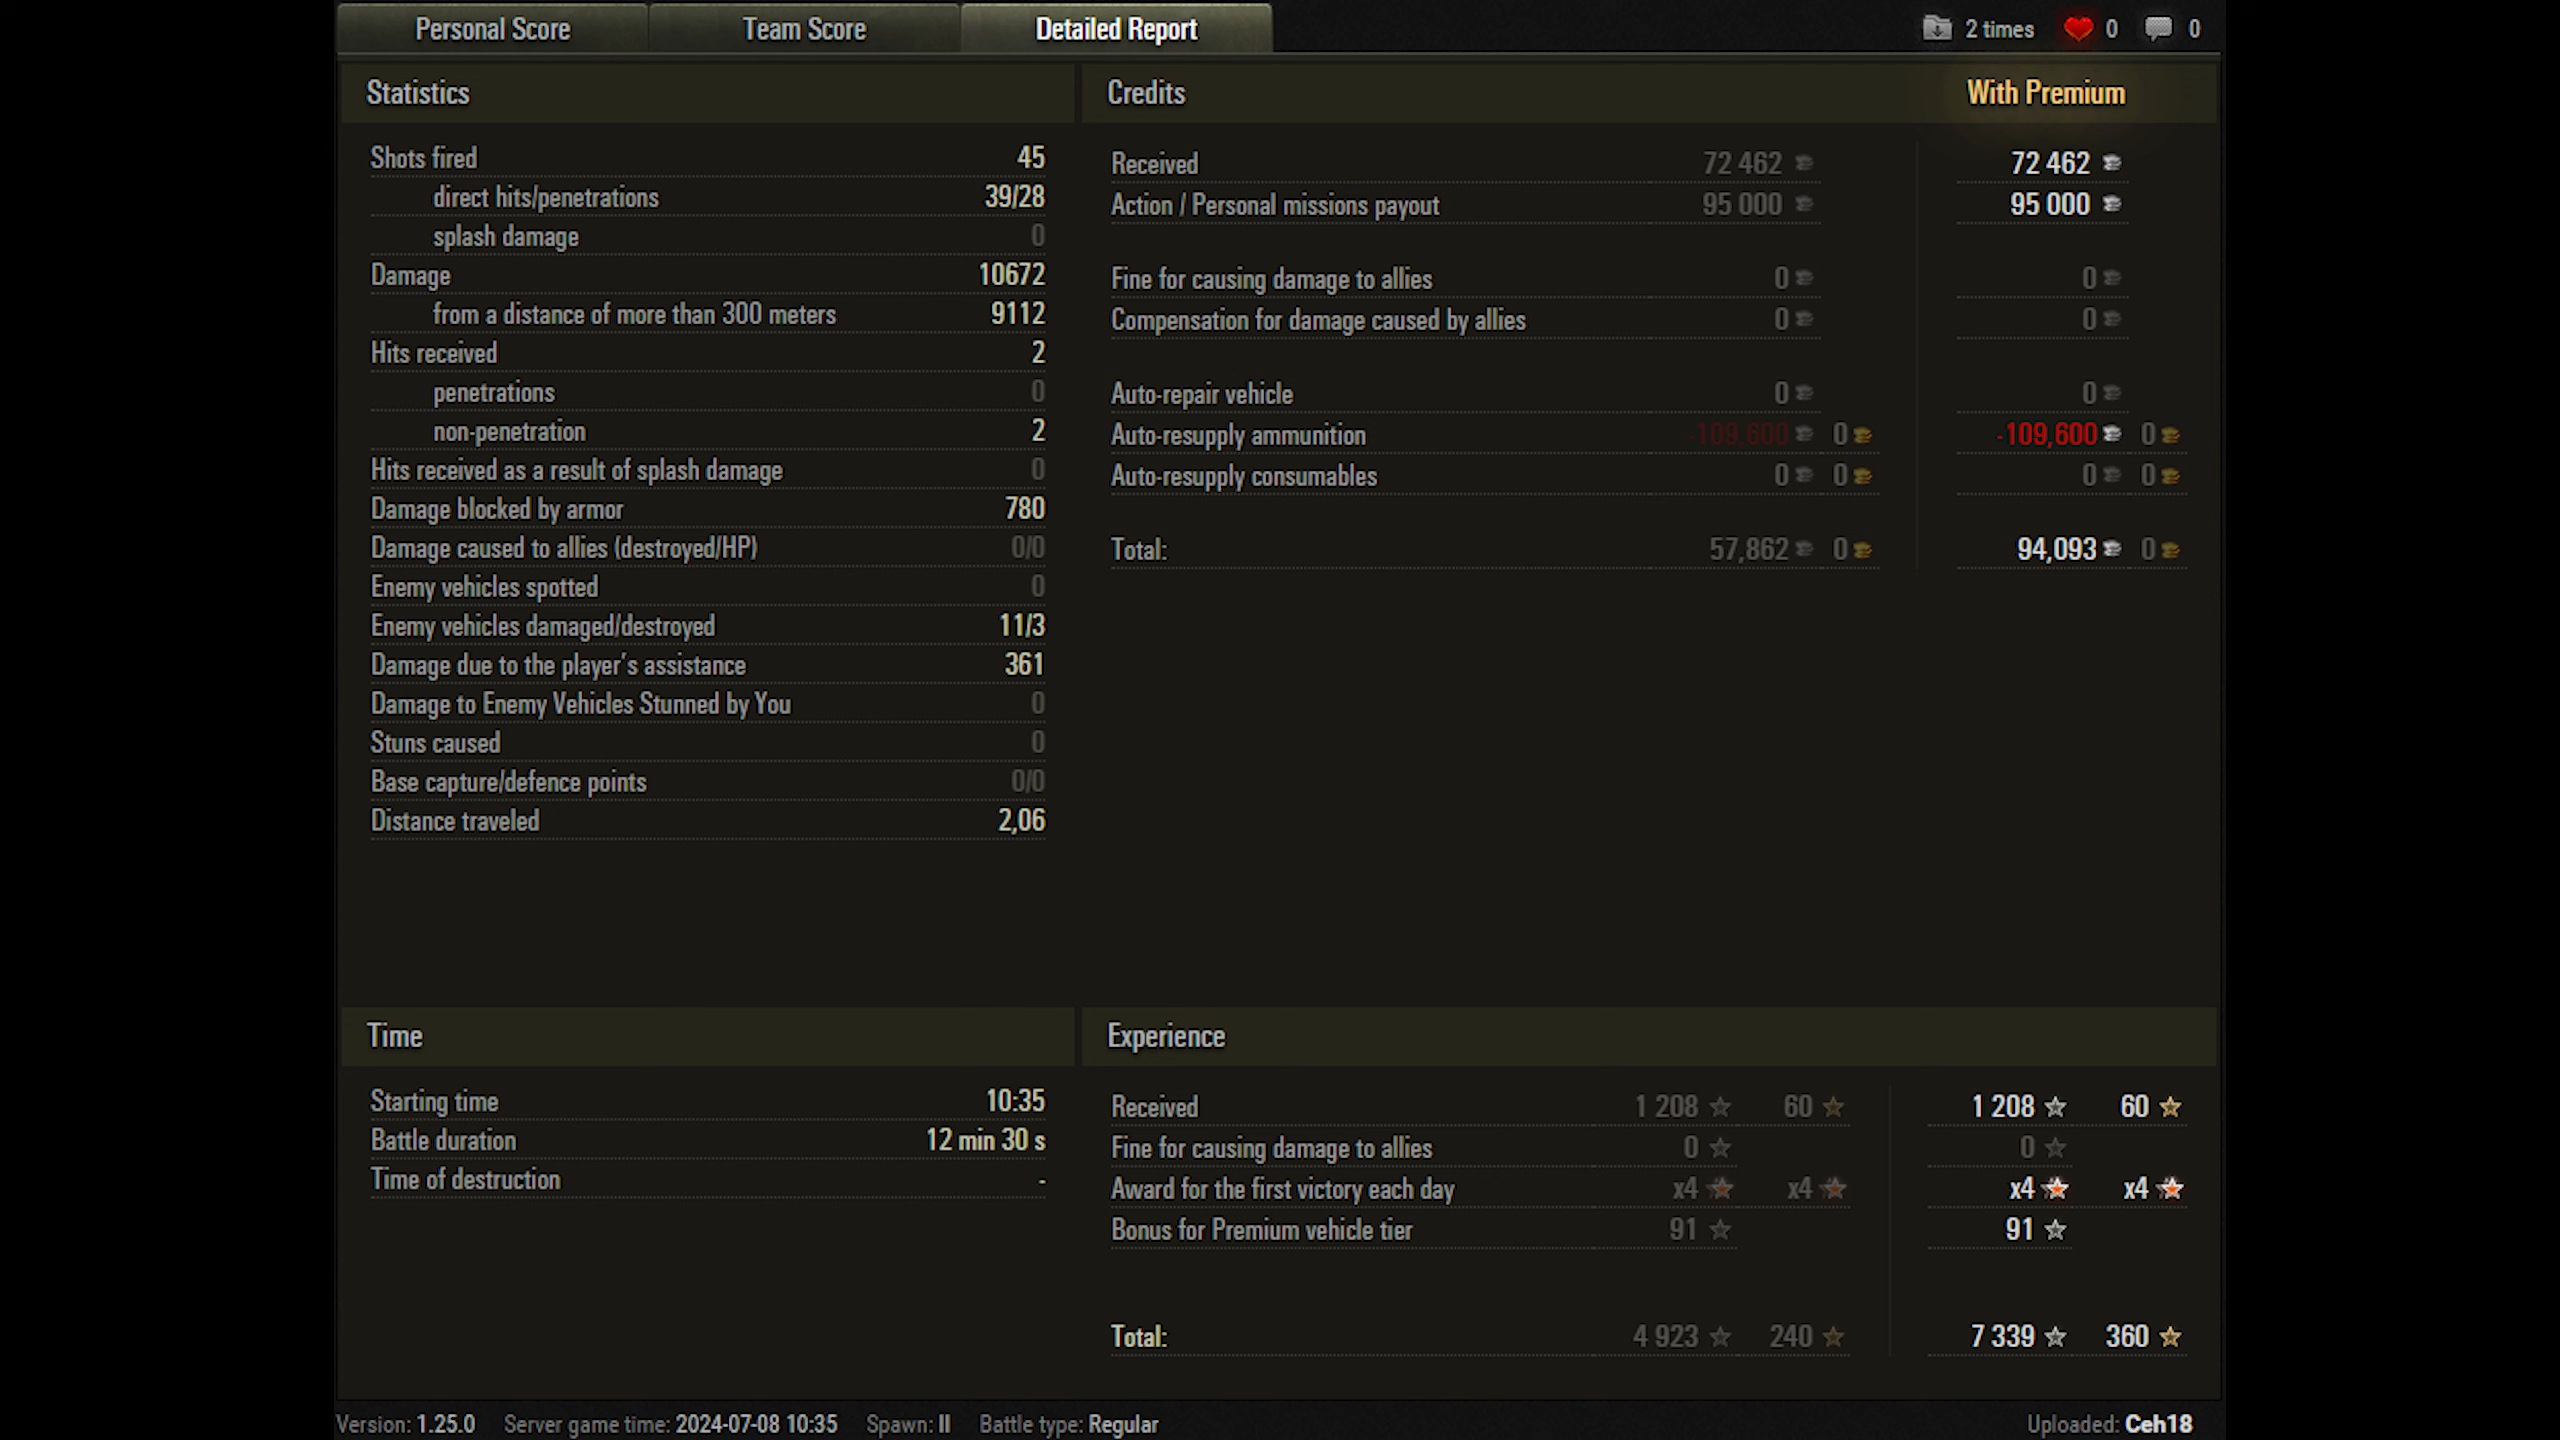 Personal Score Team Score Detailed Report 2 times 0 0
Statistics
Shots fired 45
direct hits/penetrations 39/28
splash damage 0
Damage 10672
from a distance of more than 300 meters 9112
Hits received 2
penetrations 0
non-penetration 2
Hits received as a result of splash damage 0
Damage blocked by armor 780
Damage caused to allies (destroyed/HP) 0/0
Enemy vehicles spotted 0
Enemy vehicles damaged/destroyed 11/3
Damage due to the player's assistance 361
Damage to Enemy Vehicles Stunned by You 0
Stuns caused 0
Base capture/defence points 0/0
Distance traveled 2,06
Credits With Premium
Received 72 462 72 462
Action / Personal missions payout 95 000 95 000
Fine for causing damage to allies 0 0
Compensation for damage caused by allies 0 0
Auto-repair vehicle 0 0
Auto-resupply ammunition -109,600 0 -109,600 0
Auto-resupply consumables 0 0 0 0
Total: 57,862 0 94,093 0
Time
Starting time 10:35
Battle duration 12 min 30 s
Time of destruction -
Experience
Received 1 208 60 1 208 60
Fine for causing damage to allies 0 0
Award for the first victory each day x4 x4 x4 x4
Bonus for Premium vehicle tier 91 91
Total: 4 923 240 7 339 360
Version: 1.25.0 Server game time: 2024-07-08 10:35 Spawn: II Battle type: Regular Uploaded: Ceh18